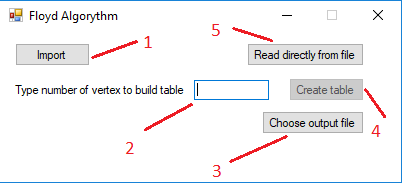 Floyd Algorythm
5
Import
1
Read directly from file
Type number of vertex to build table
Create table
2
Choose output file
4
3